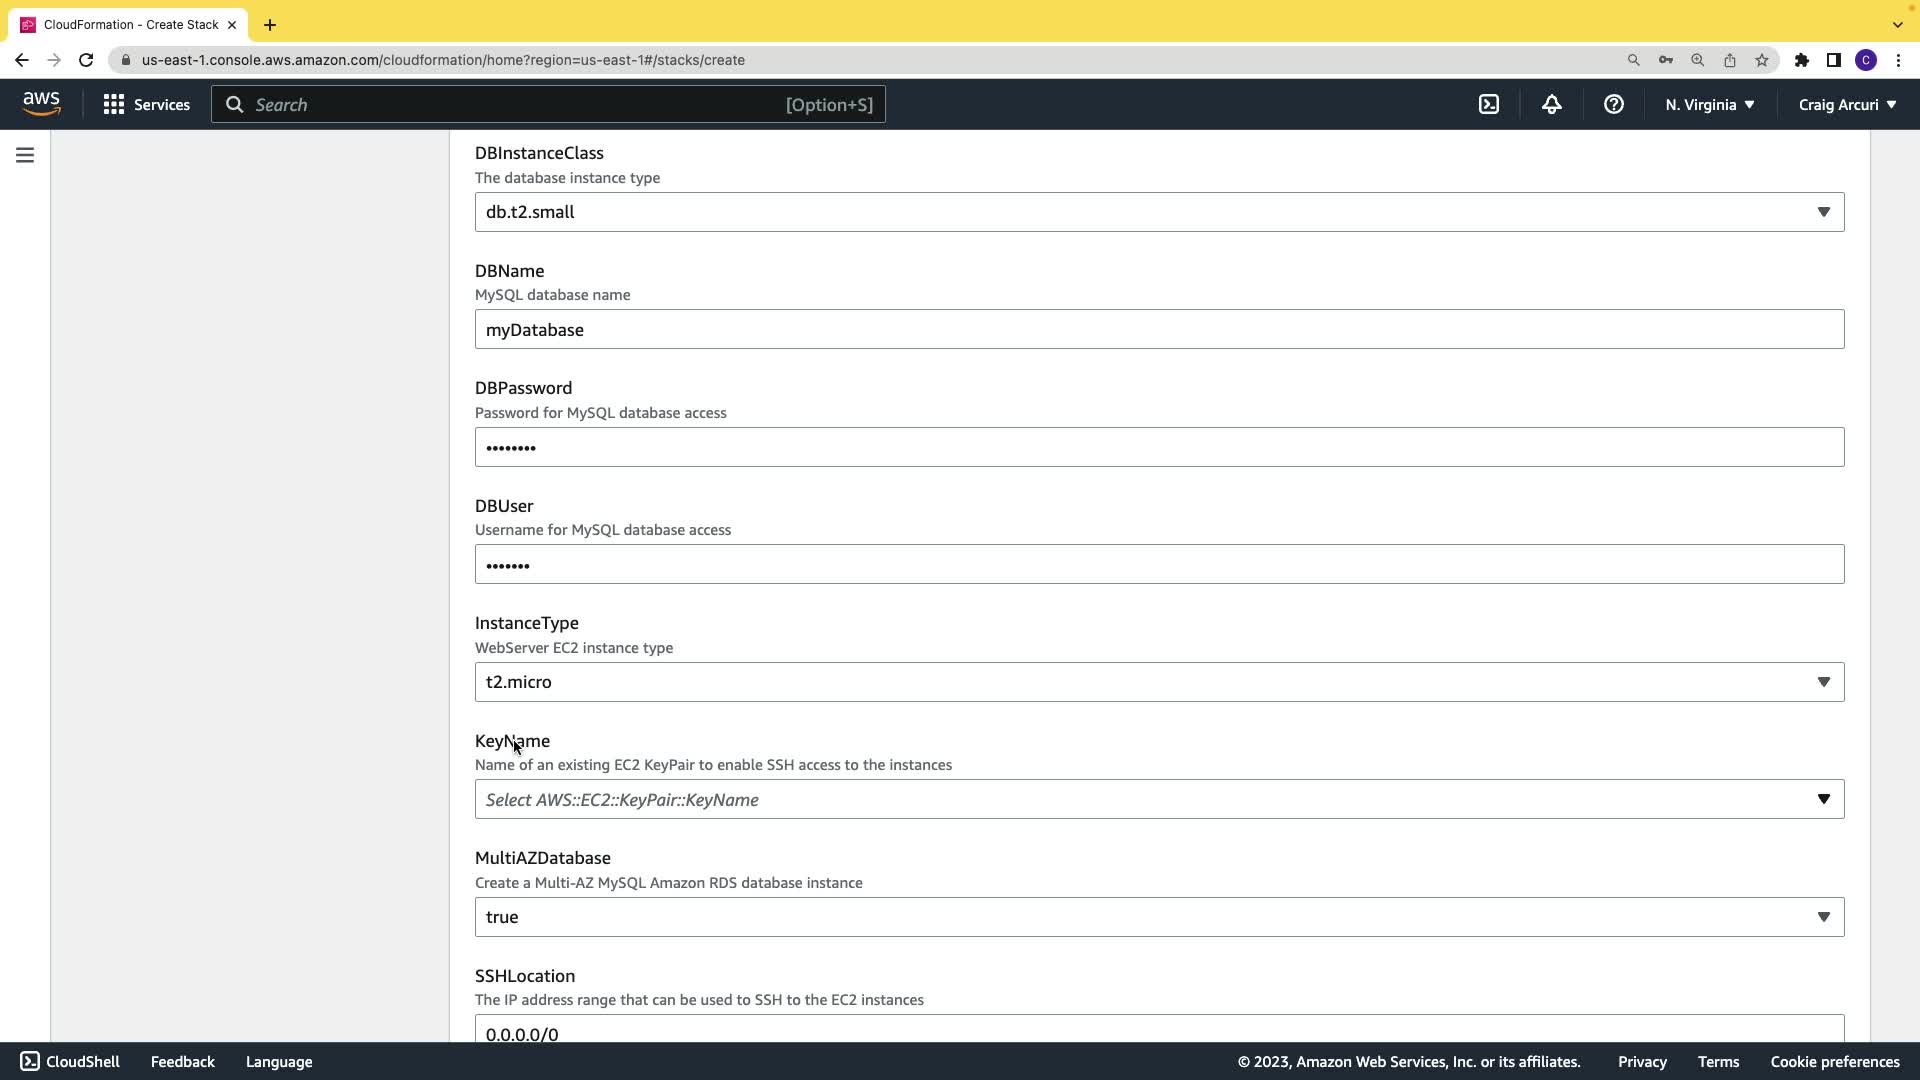 CloudFormation - Create Stack
us-east-1.console.aws.amazon.com/cloudformation/home?region=us-east-1#/stacks/create
C
aws
Services
Search
[Option+S]
N. Virginia
Craig Arcuri
DBInstanceClass
The database instance type
db.t2.small
DBName
MySQL database name
myDatabase
DBPassword
Password for MySQL database access
••••••••
DBUser
Username for MySQL database access
•••••••
InstanceType
WebServer EC2 instance type
t2.micro
KeyName
Name of an existing EC2 KeyPair to enable SSH access to the instances
Select AWS::EC2::KeyPair::KeyName
MultiAZDatabase
Create a Multi-AZ MySQL Amazon RDS database instance
true
SSHLocation
The IP address range that can be used to SSH to the EC2 instances
0.0.0.0/0
CloudShell
Feedback
Language
© 2023, Amazon Web Services, Inc. or its affiliates.
Privacy
Terms
Cookie preferences